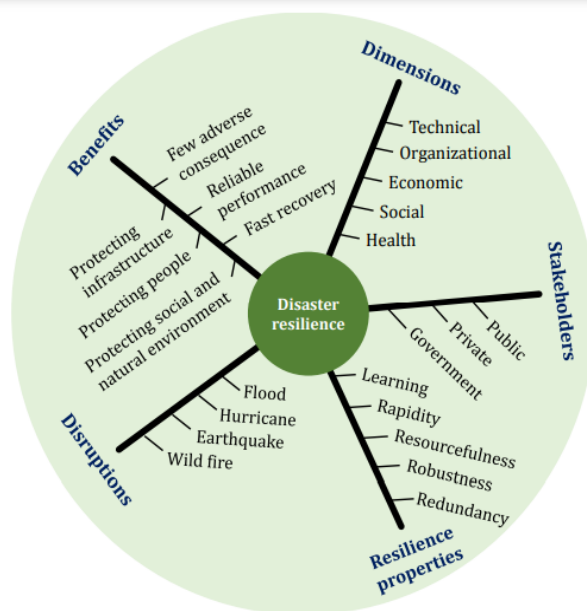 Dimensions
Technical
Organizational
Economic
Social
Health
Stakeholders
Public
Private
Government
Disaster
resilience
Benefits
Few adverse
consequence
Reliable
performance
Fast recovery
Protecting
infrastructure
Protecting people
Protecting social and
natural environment
Disruptions
Flood
Hurricane
Earthquake
Wild fire
Learning
Rapidity
Resourcefulness
Robustness
Redundancy
Resilience
properties